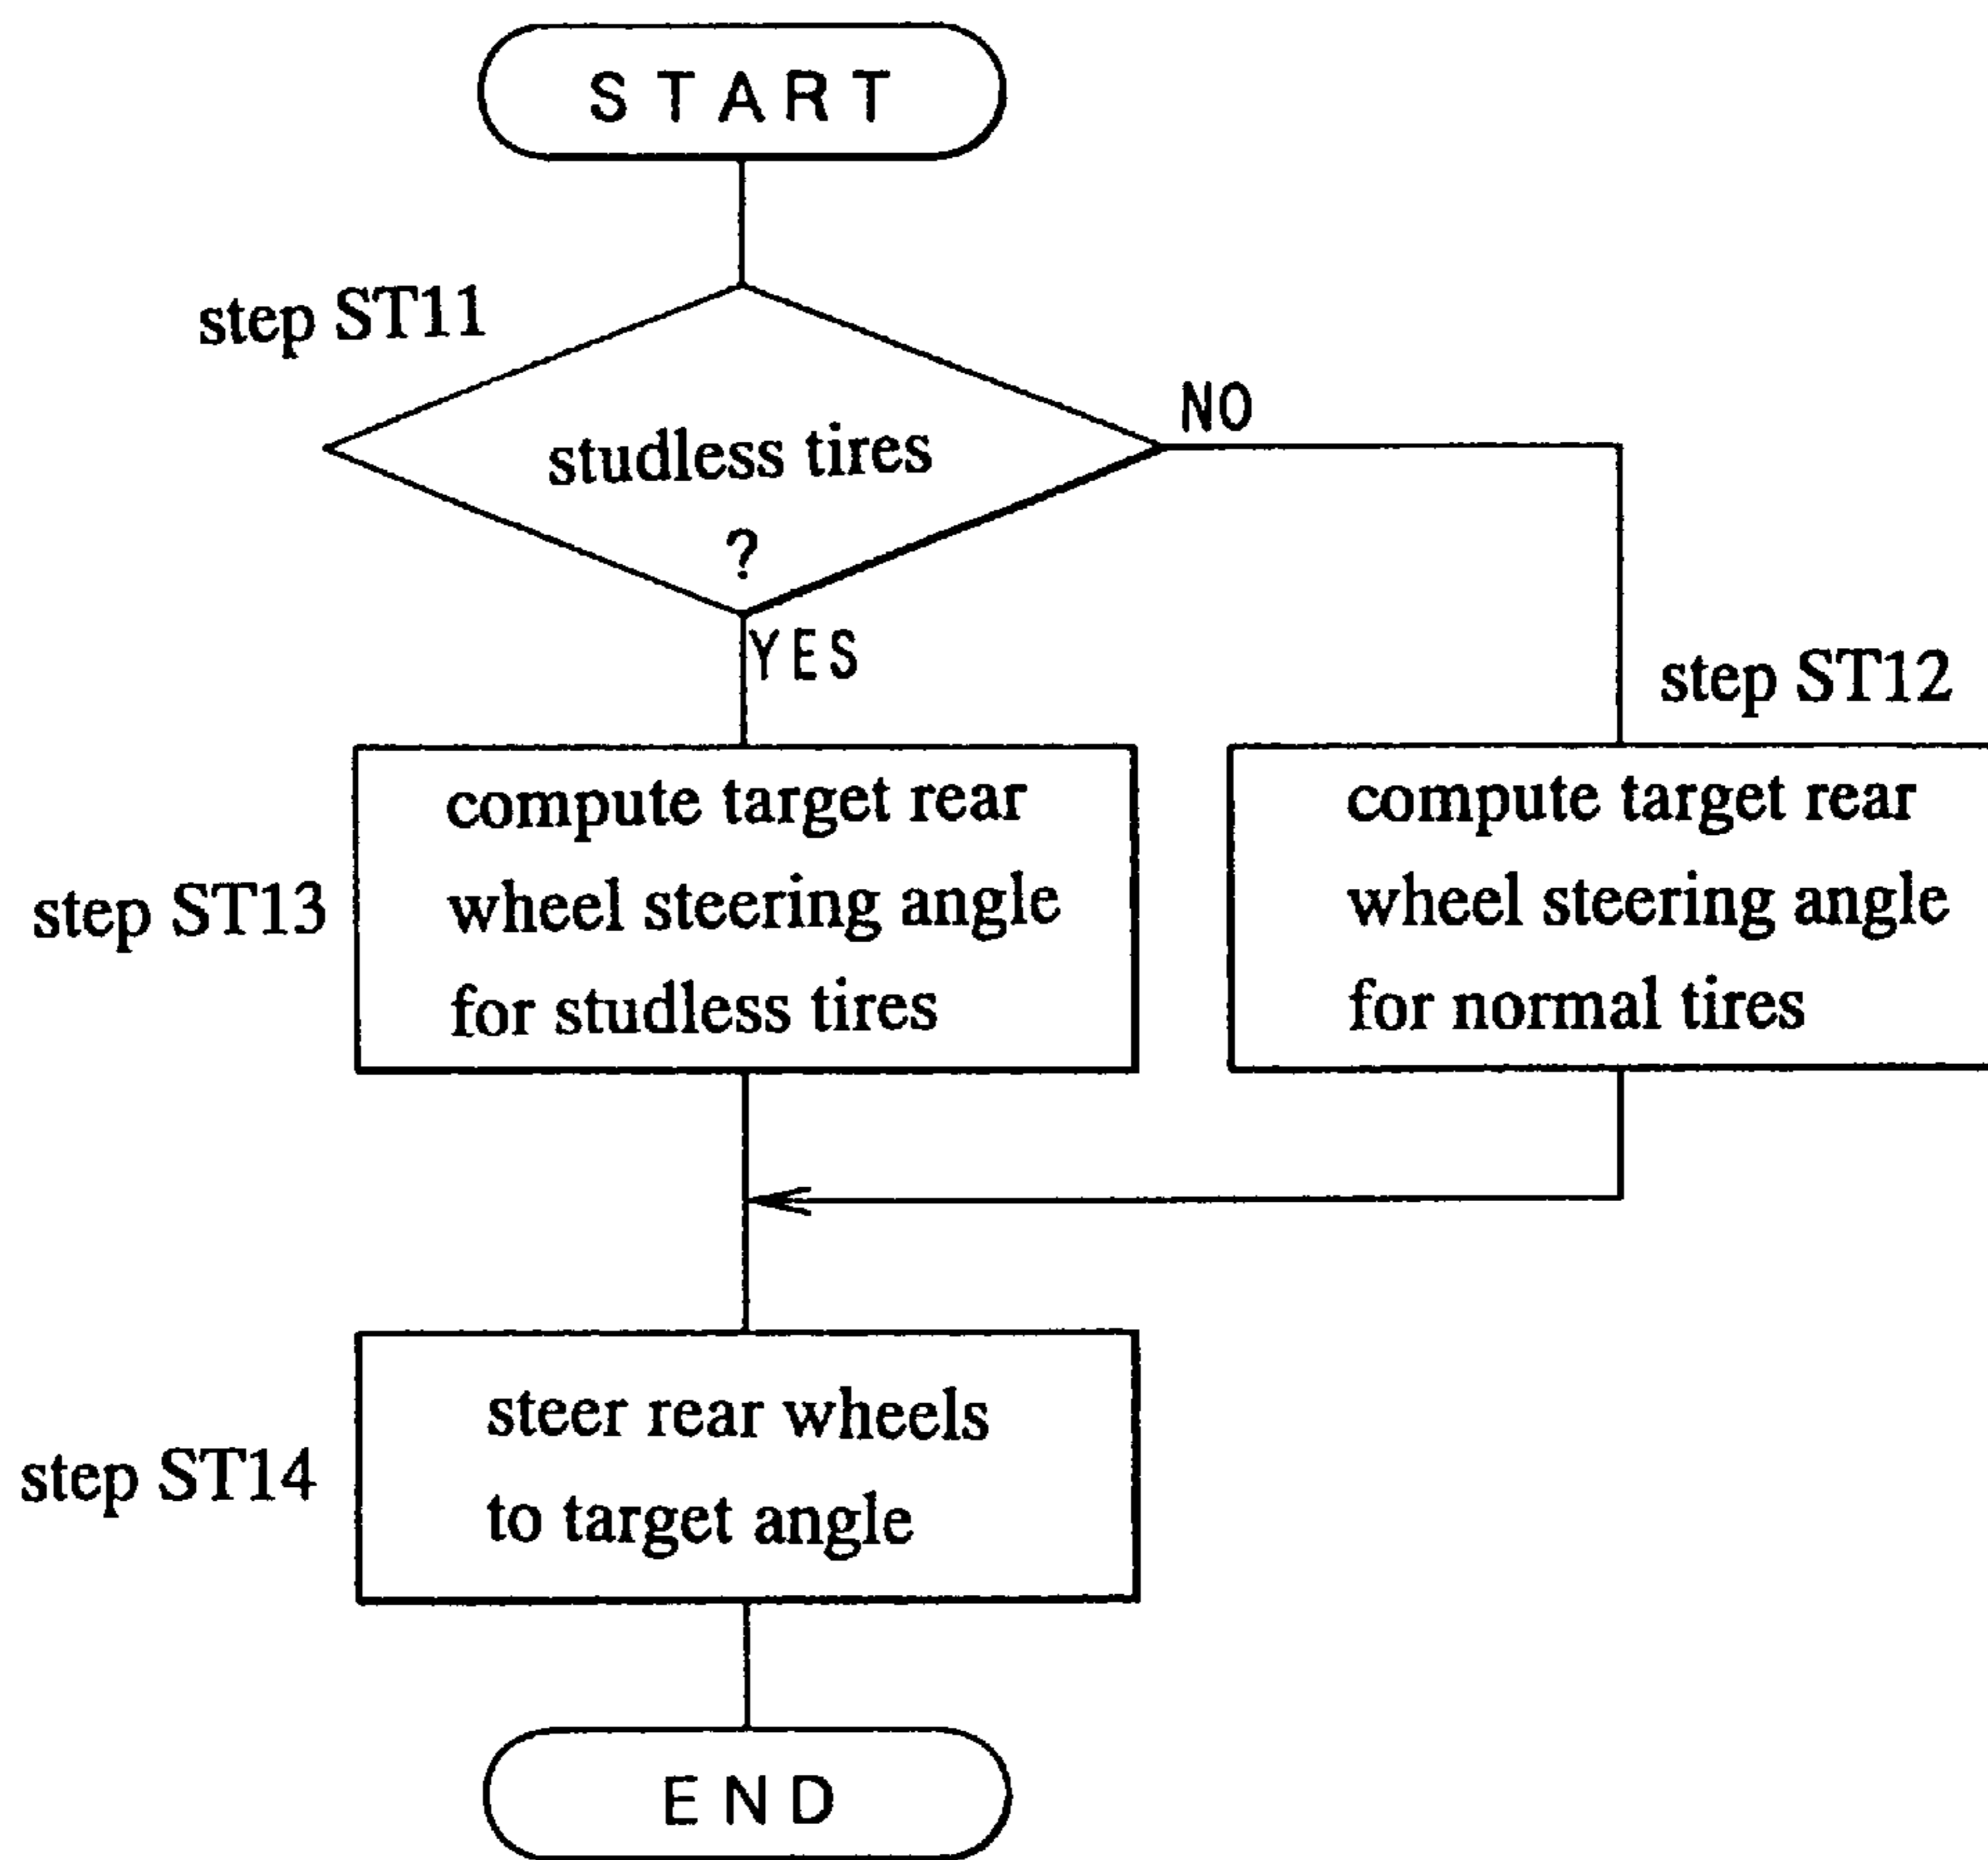 START
step ST11
studless tires
?
NO
YES
step ST12
step ST13
compute target rear
wheel steering angle
for studless tires
compute target rear
wheel steering angle
for normal tires
step ST14
steer rear wheels
to target angle
END